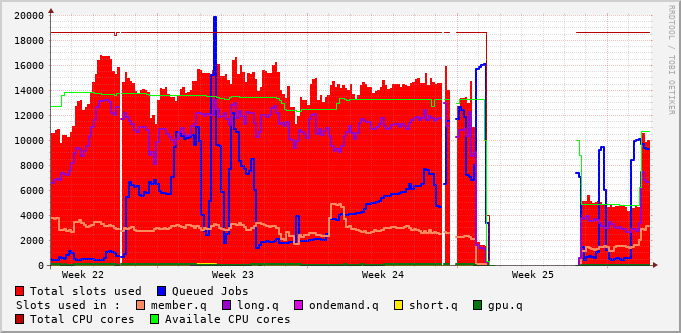 RRDTOOL / TOBI OETIKER
20000
18000
16000
14000
12000
10000
8000
6000
4000
2000
0
Week 22 Week 23 Week 24 Week 25
Total slots used Queued Jobs
Slots used in : member.q long.q ondemand.q short.q gpu.q
Total CPU cores Availale CPU cores